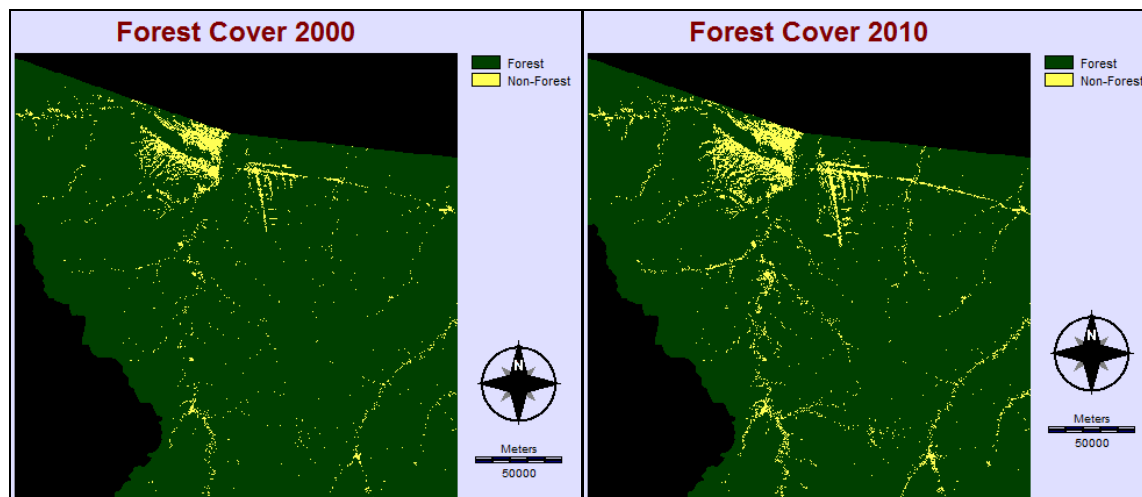 Forest Cover 2000
Forest
Non-Forest
N
Meters
50000
Forest Cover 2010
Forest
Non-Forest
N
Meters
50000